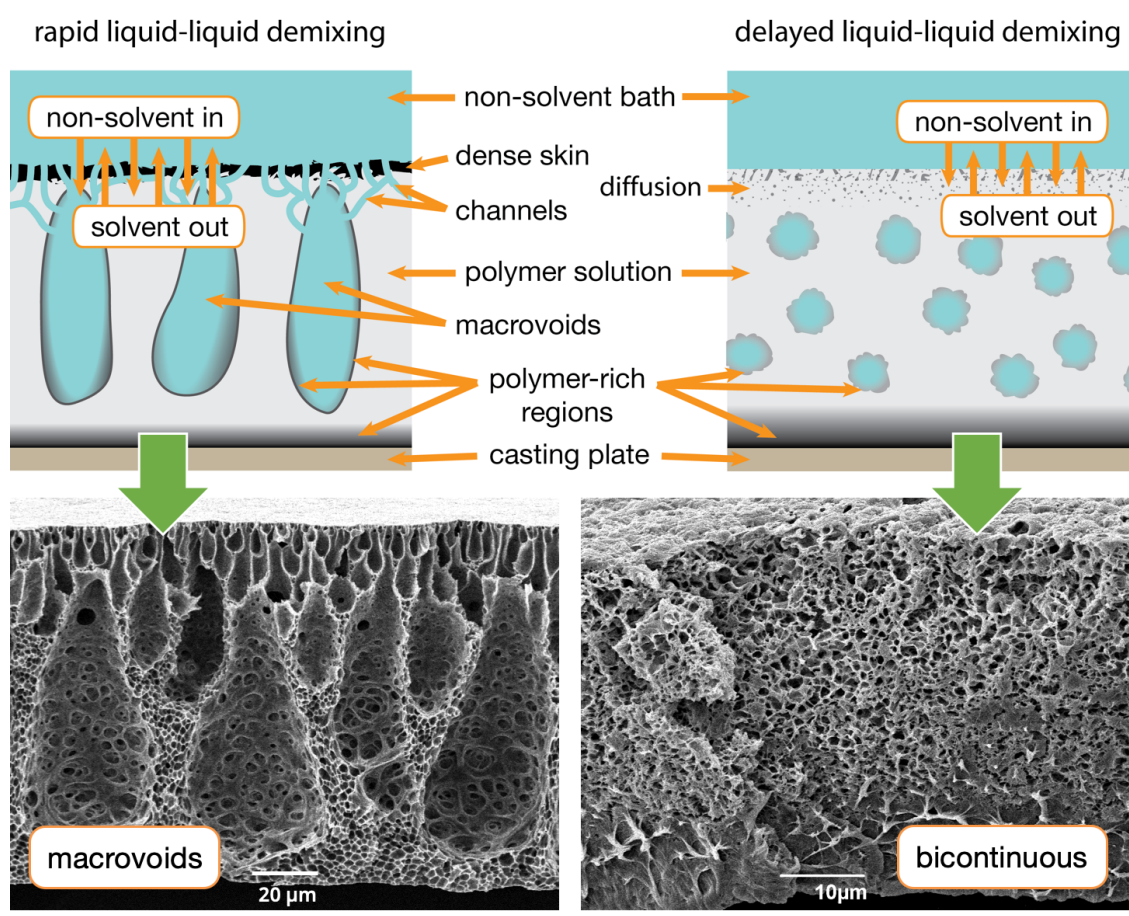 rapid liquid-liquid demixing
delayed liquid-liquid demixing
non-solvent in
non-solvent bath
non-solvent in
dense skin
diffusion
channels
solvent out
solvent out
polymer solution
macrovoids
polymer-rich
regions
casting plate
macrovoids
20 µm
bicontinuous
10µm